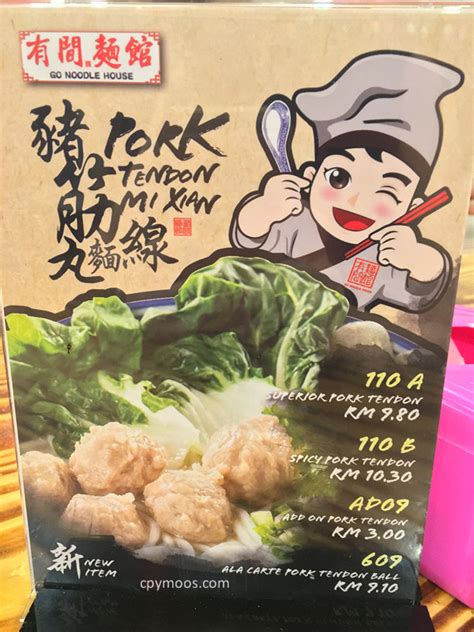 有間麵館
GO NOODLE HOUSE
豬仔肋丸
麵線
PORK
TENDON
MI XIAN
110 A
SUPERIOR PORK TENDON
RM 9.80
110 B
SPICY PORK TENDON
RM 10.30
AD09
ADD ON PORK TENDON
RM 3.00
609
ALA CARTE PORK TENDON BALL
RM 9.10
新 NEW
ITEM
cpymoos.com